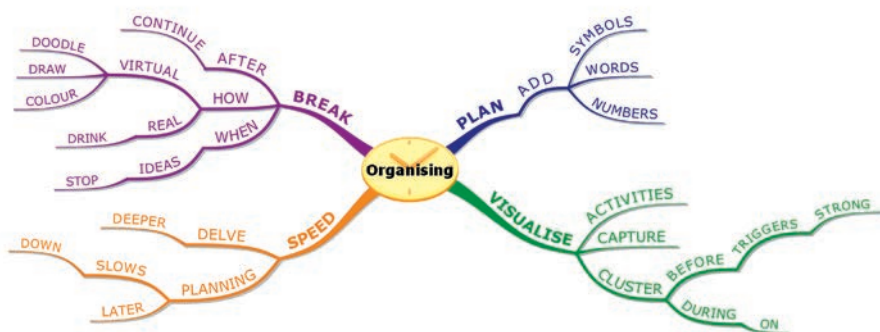 Organising
PLAN
ADD
SYMBOLS
WORDS
NUMBERS
VISUALISE
ACTIVITIES
CAPTURE
CLUSTER
BEFORE
TRIGGERS
STRONG
DURING
ON
SPEED
DELVE
DEEPER
PLANNING
SLOWS
DOWN
LATER
BREAK
AFTER
CONTINUE
HOW
VIRTUAL
DOODLE
DRAW
COLOUR
REAL
DRINK
WHEN
IDEAS
STOP